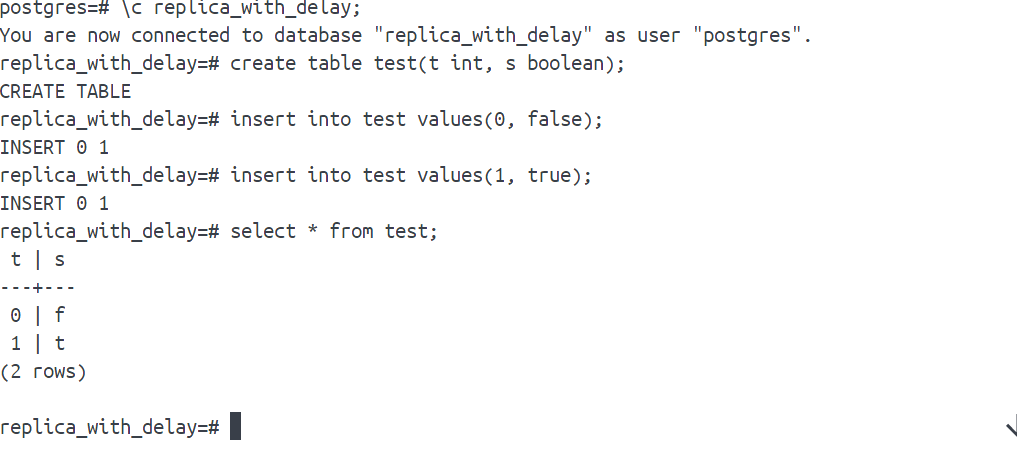 postgres=# \c replica_with_delay;
You are now connected to database "replica_with_delay" as user "postgres".
replica_with_delay=# create table test(t int, s boolean);
CREATE TABLE
replica_with_delay=# insert into test values(0, false);
INSERT 0 1
replica_with_delay=# insert into test values(1, true);
INSERT 0 1
replica_with_delay=# select * from test;
 t | s
---+---
 0 | f
 1 | t
(2 rows)

replica_with_delay=#